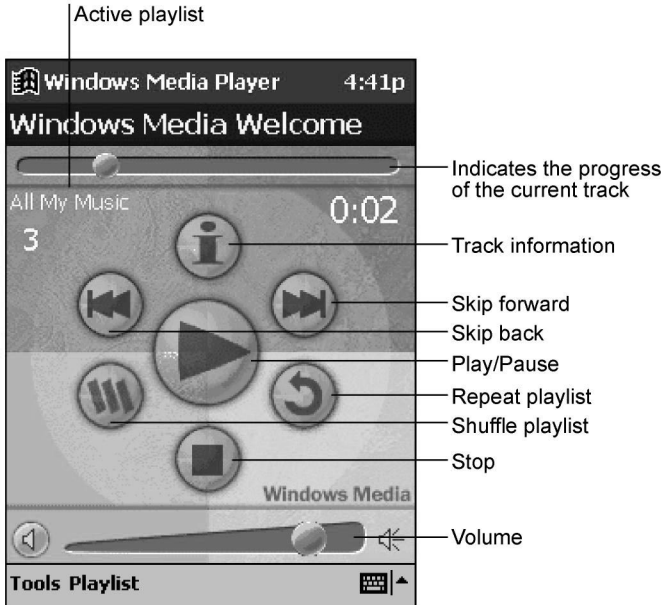 Active playlist
Windows Media Player 4:41p
Windows Media Welcome
Indicates the progress
of the current track
All My Music
0:02
3
Track information
Skip forward
Skip back
Play/Pause
Repeat playlist
Shuffle playlist
Stop
Windows Media
Volume
Tools Playlist